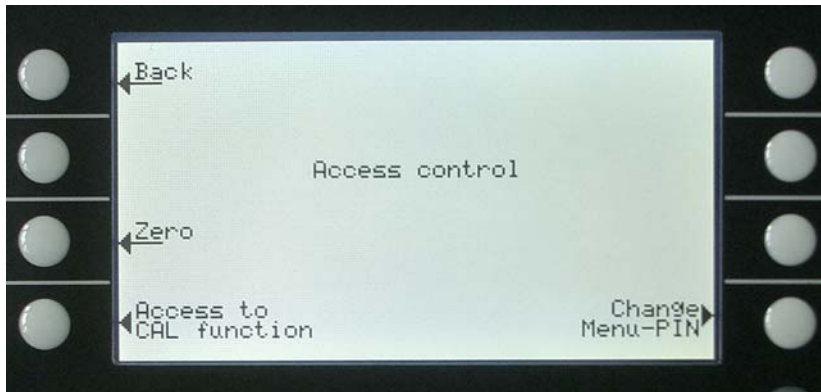 Back
Access control
Zero
Access to
CAL function
Change
Menu-PIN